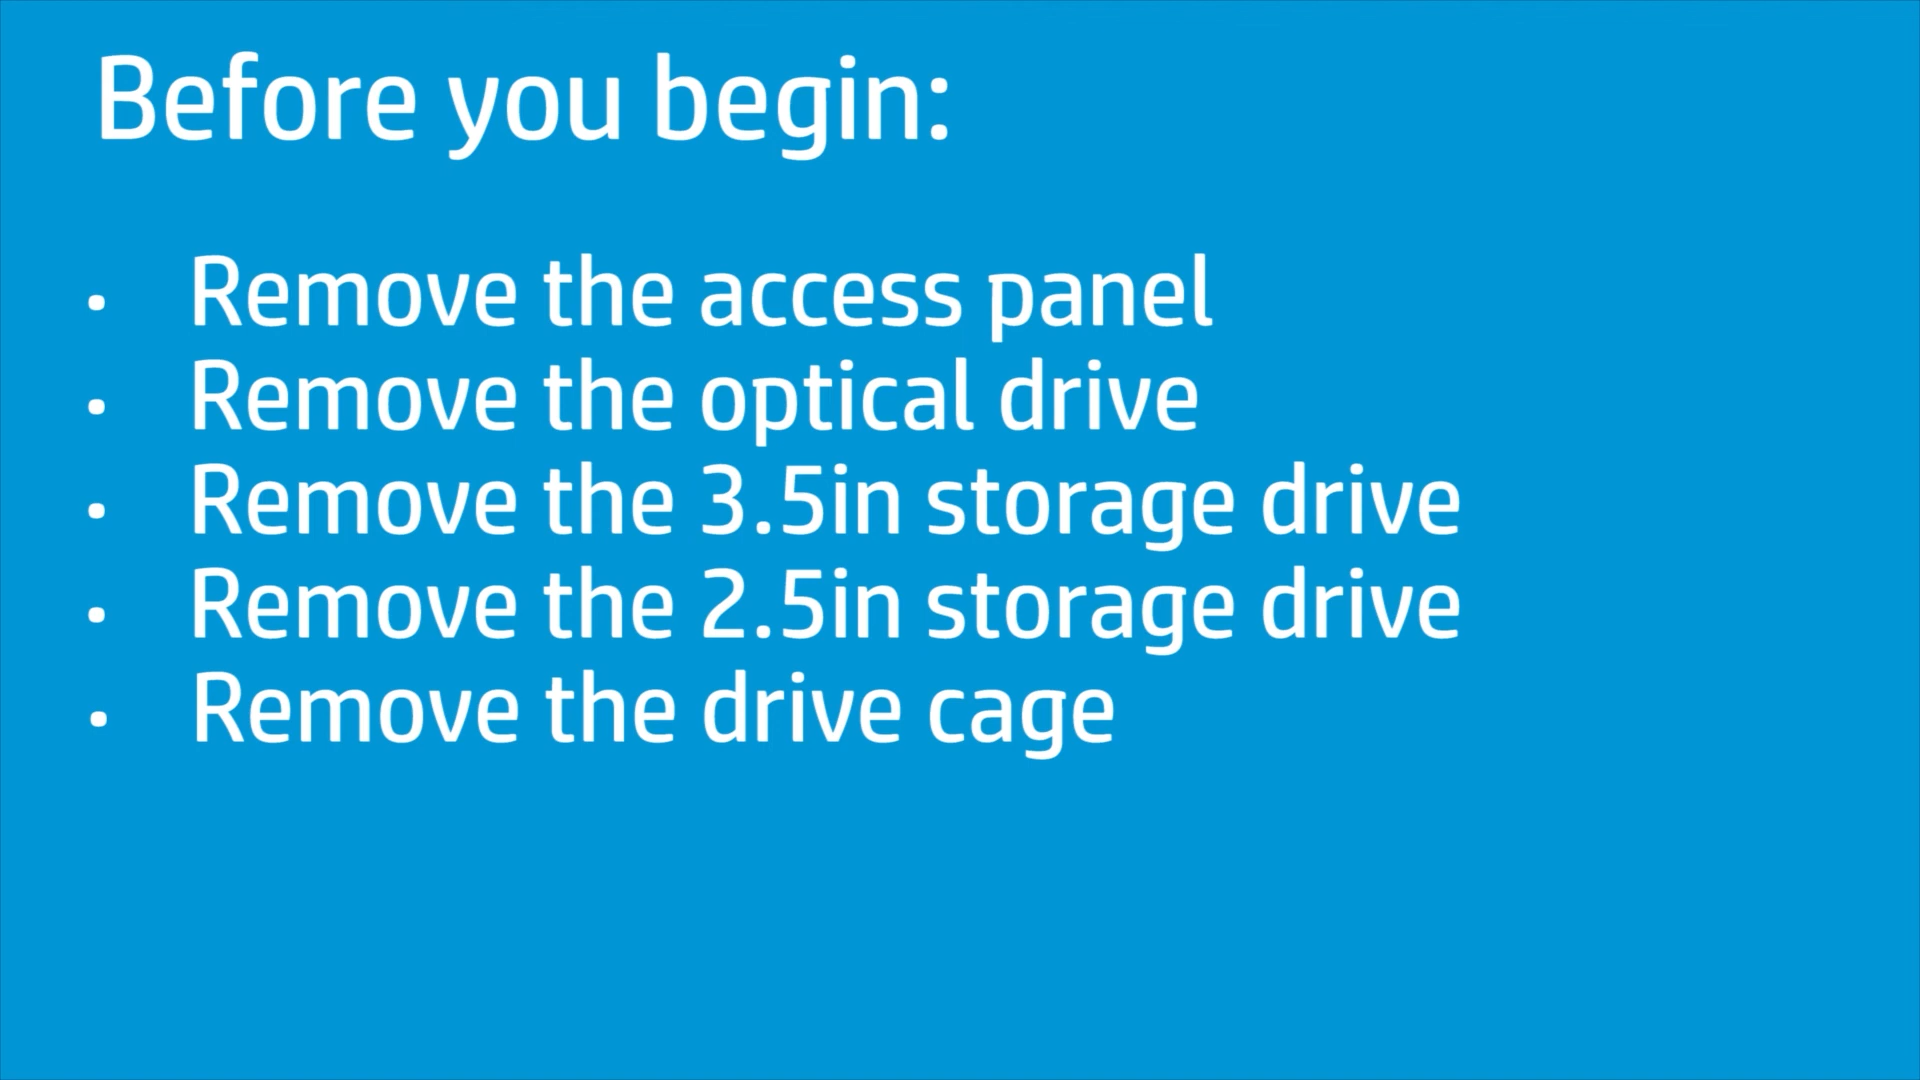 Before you begin:
• Remove the access panel
• Remove the optical drive
• Remove the 3.5in storage drive
• Remove the 2.5in storage drive
• Remove the drive cage